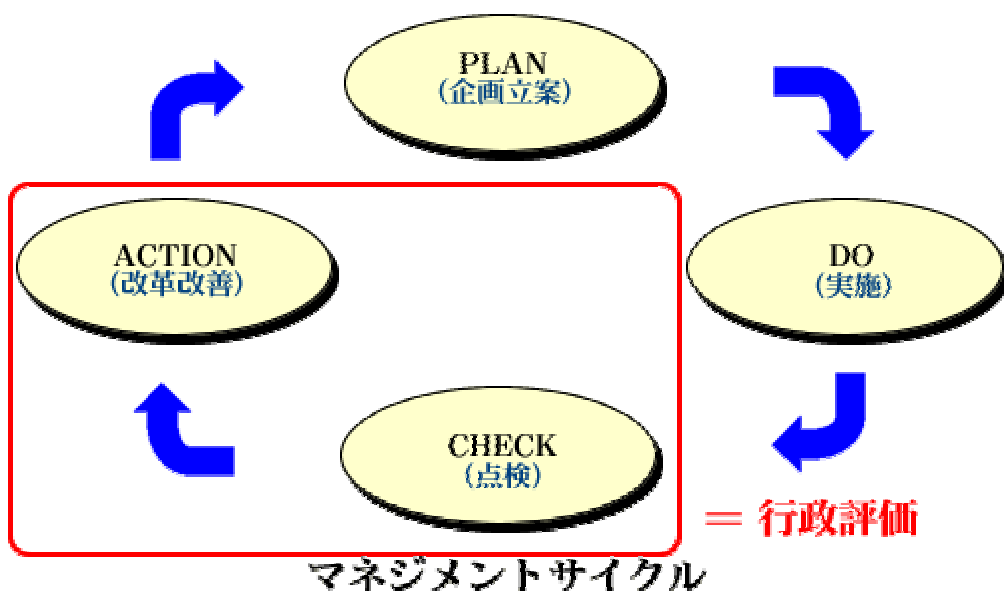 PLAN
(企画立案)
ACTION
(改革改善)
DO
(実施)
CHECK
(点検)
＝ 行政評価
マネジメントサイクル